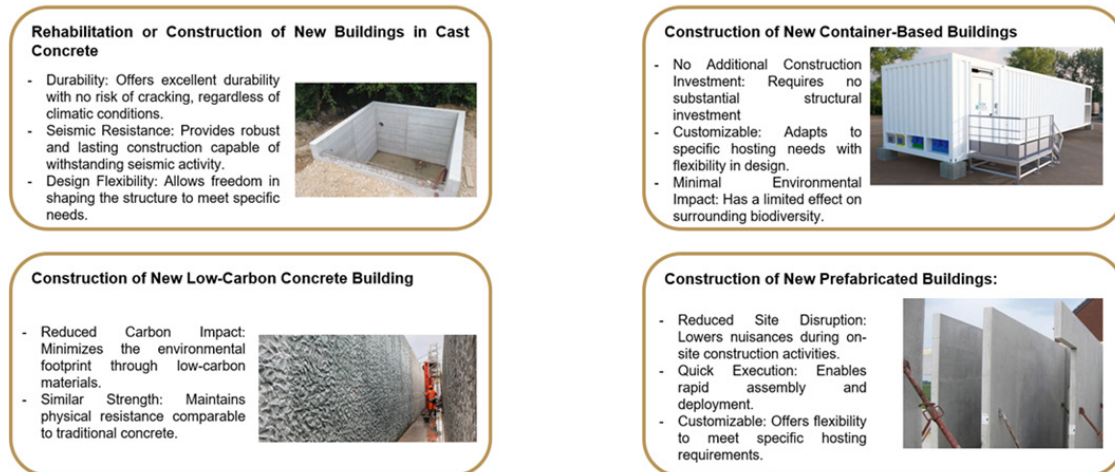 Rehabilitation or Construction of New Buildings in Cast
Concrete
- Durability: Offers excellent durability
with no risk of cracking, regardless of
climatic conditions.
- Seismic Resistance: Provides robust
and lasting construction capable of
withstanding seismic activity.
- Design Flexibility: Allows freedom in
shaping the structure to meet specific
needs.
Construction of New Container-Based Buildings
- No Additional Construction
Investment: Requires no
substantial structural
investment
- Customizable: Adapts to
specific hosting needs with
flexibility in design.
- Minimal Environmental
Impact: Has a limited effect on
surrounding biodiversity.
Construction of New Low-Carbon Concrete Building
- Reduced Carbon Impact:
Minimizes the environmental
footprint through low-carbon
materials.
- Similar Strength: Maintains
physical resistance comparable
to traditional concrete.
Construction of New Prefabricated Buildings:
- Reduced Site Disruption:
Lowers nuisances during on-
site construction activities.
- Quick Execution: Enables
rapid assembly and
deployment.
- Customizable: Offers flexibility
to meet specific hosting
requirements.